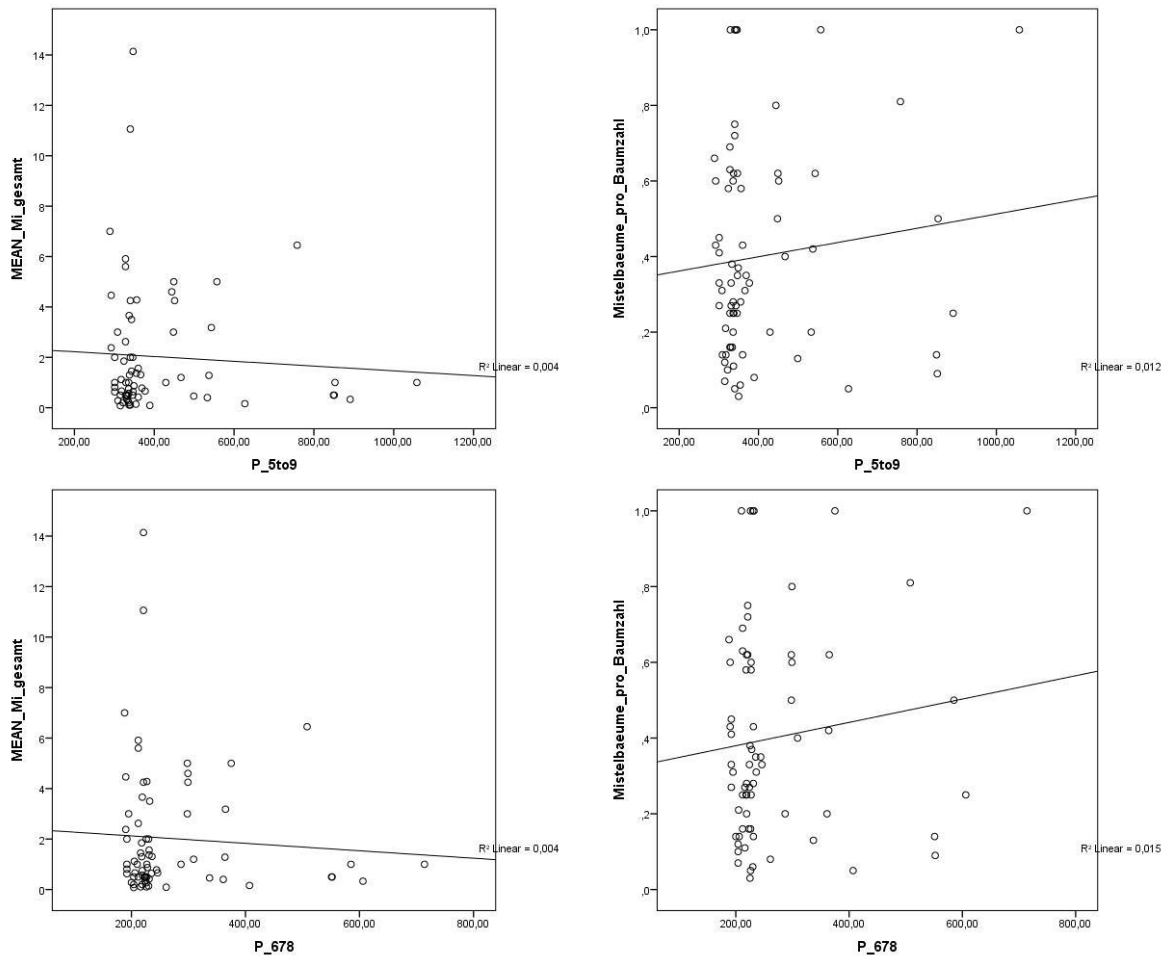 14
12
10
8
6
4
2
0
MEAN_Mi_gesamt
R² Linear = 0,004
200,00 400,00 600,00 800,00 1000,00 1200,00
P_5to9
1,0
,8
,6
,4
,2
,0
Mistelbaeume_pro_Baumzahl
R² Linear = 0,012
200,00 400,00 600,00 800,00 1000,00 1200,00
P_5to9
14
12
10
8
6
4
2
0
MEAN_Mi_gesamt
R² Linear = 0,004
200,00 400,00 600,00 800,00
P_678
1,0
,8
,6
,4
,2
,0
Mistelbaeume_pro_Baumzahl
R² Linear = 0,015
200,00 400,00 600,00 800,00
P_678